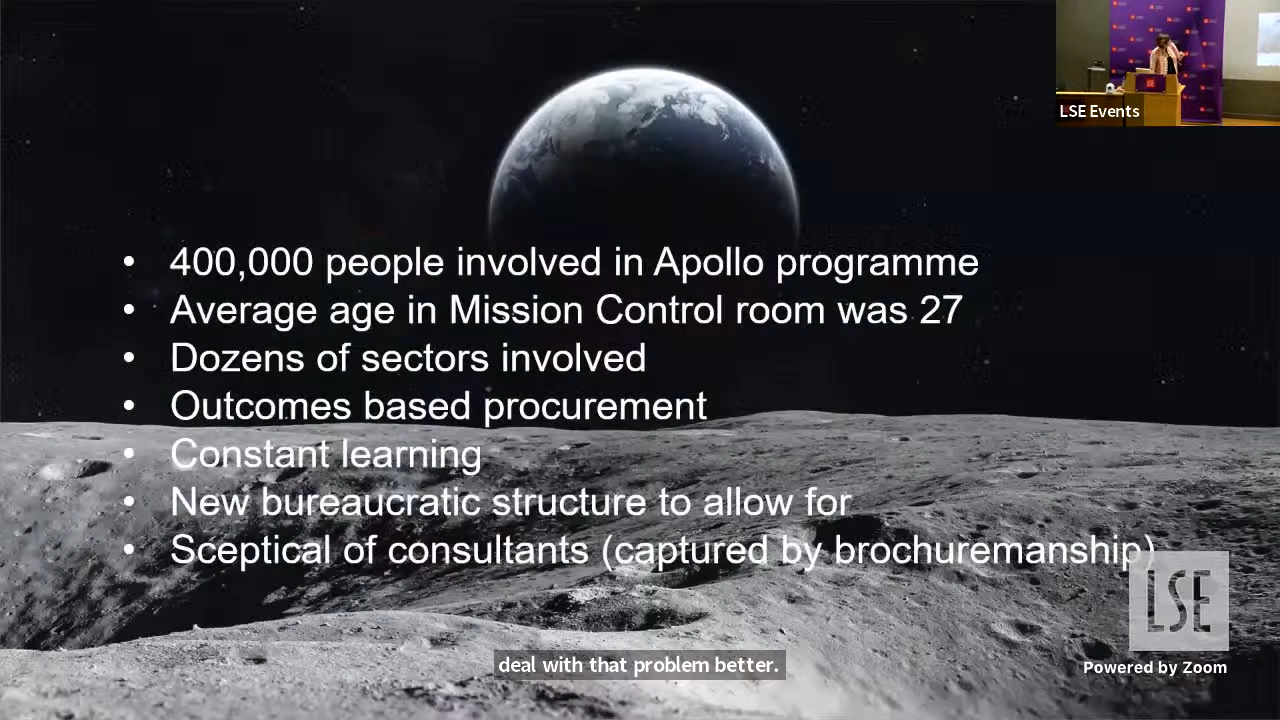 LSE Events
• 400,000 people involved in Apollo programme
• Average age in Mission Control room was 27
• Dozens of sectors involved
• Outcomes based procurement
• Constant learning
• New bureaucratic structure to allow for
• Sceptical of consultants (captured by brochuremanship)
LSE
deal with that problem better.
Powered by Zoom